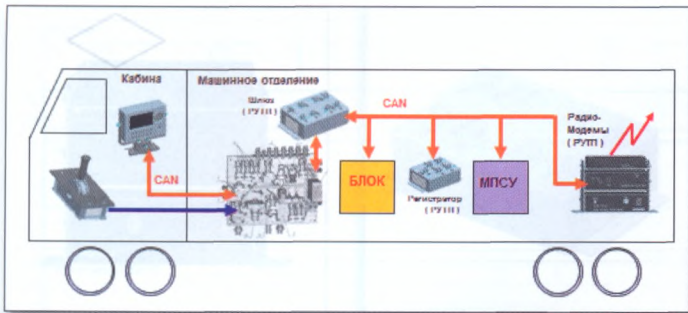 Кабина
Машинное отделение
Шлюз
( РУТП )
CAN
Радио-
Модемы
( РУТП )
CAN
БЛОК
Регистратор
( РУТП )
МПСУ